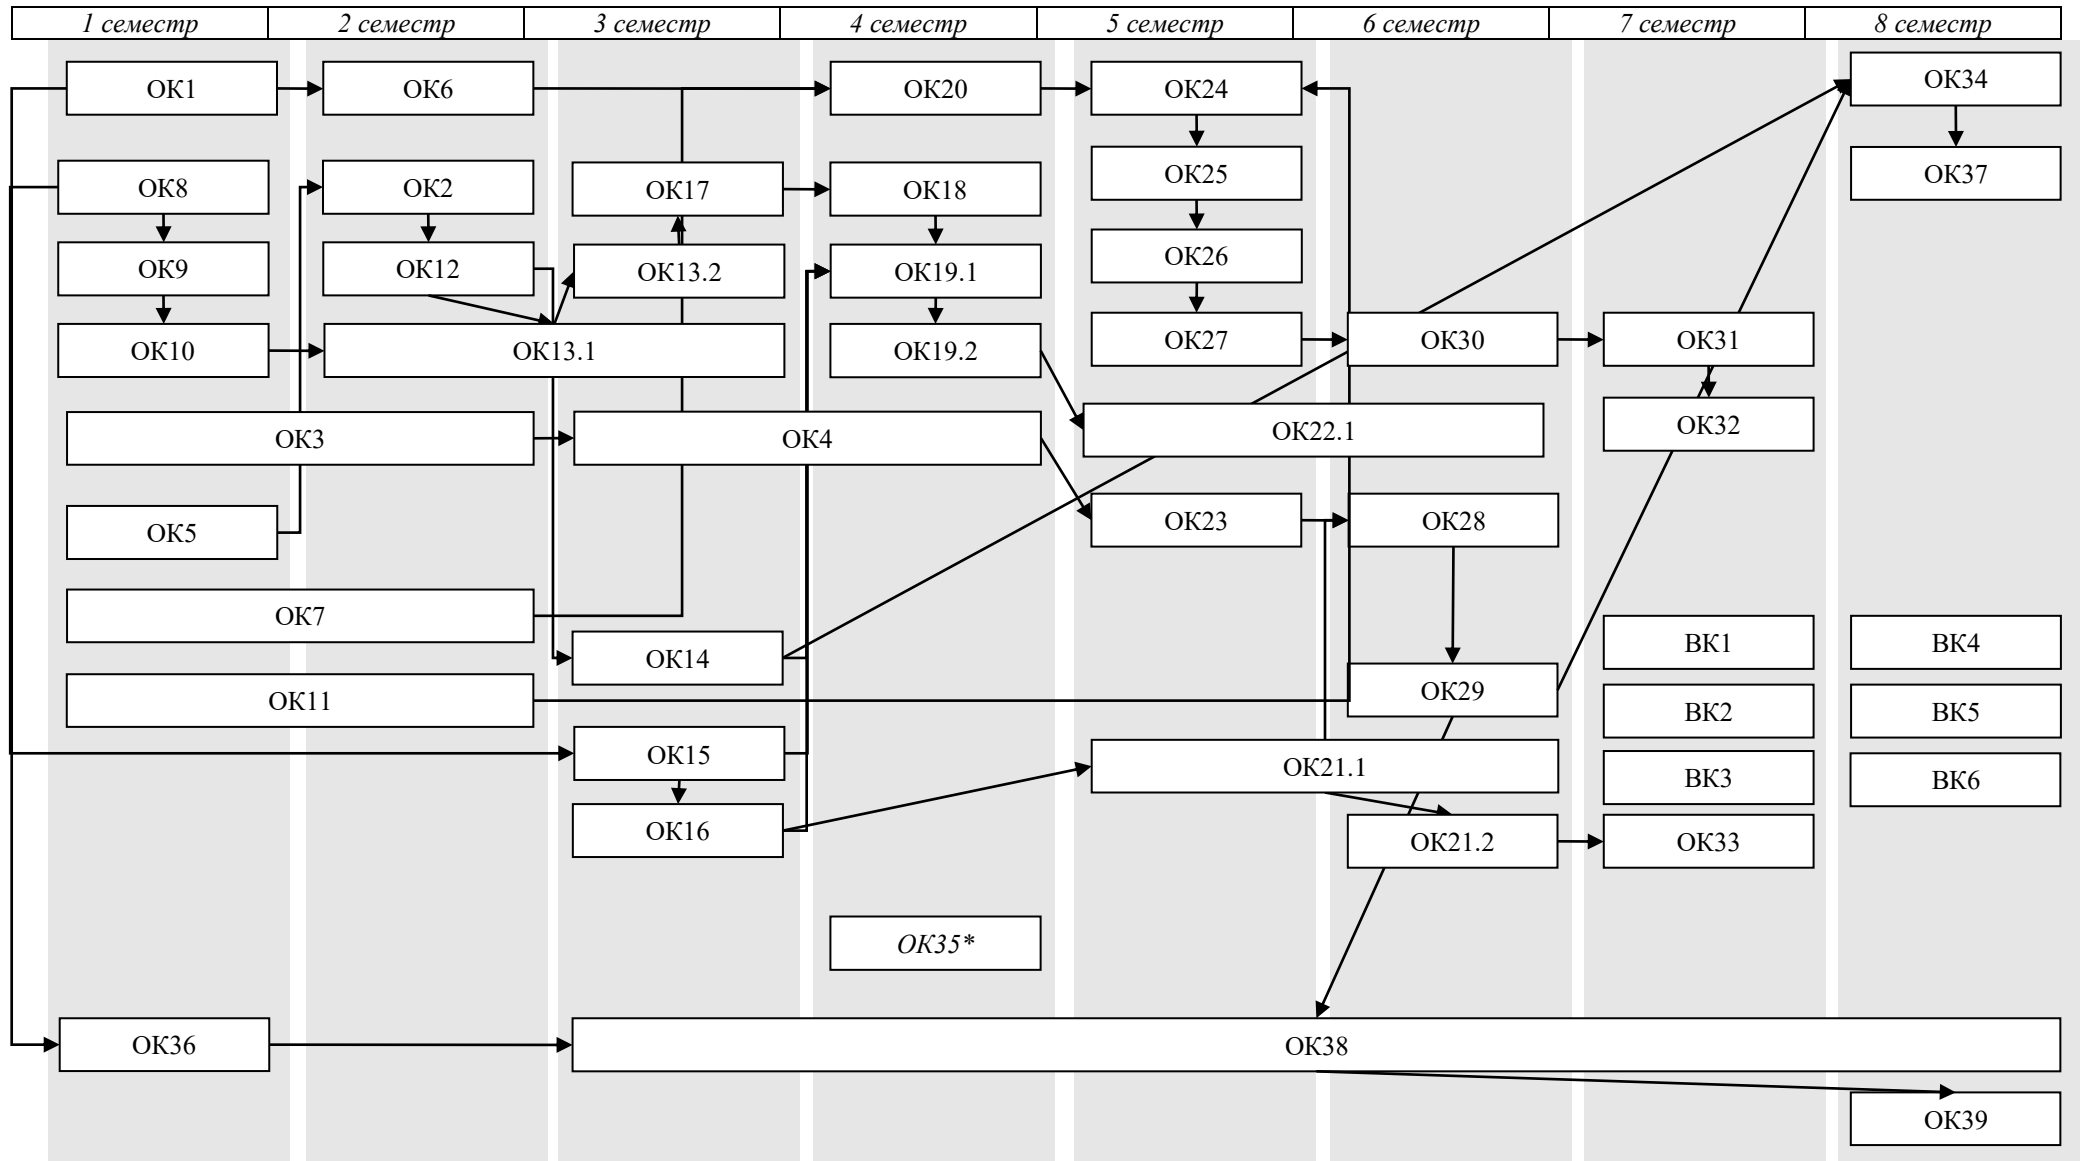 1 семестр 2 семестр 3 семестр 4 семестр 5 семестр 6 семестр 7 семестр 8 семестр
ОК1 ОК6 ОК20 ОК24 ОК34
ОК8 ОК2 ОК17 ОК18 ОК25 ОК37
ОК9 ОК12 ОК13.2 ОК19.1 ОК26
ОК10 ОК13.1 ОК19.2 ОК27 ОК30 ОК31
ОК3 ОК4 ОК22.1 ОК32
ОК5 ОК23 ОК28
ОК7 ВК1 ВК4
ОК14
ОК11 ОК29 ВК2 ВК5
ОК15 ОК21.1 ВК3 ВК6
ОК16 ОК21.2 ОК33
ОК35*
ОК36 ОК38
ОК39